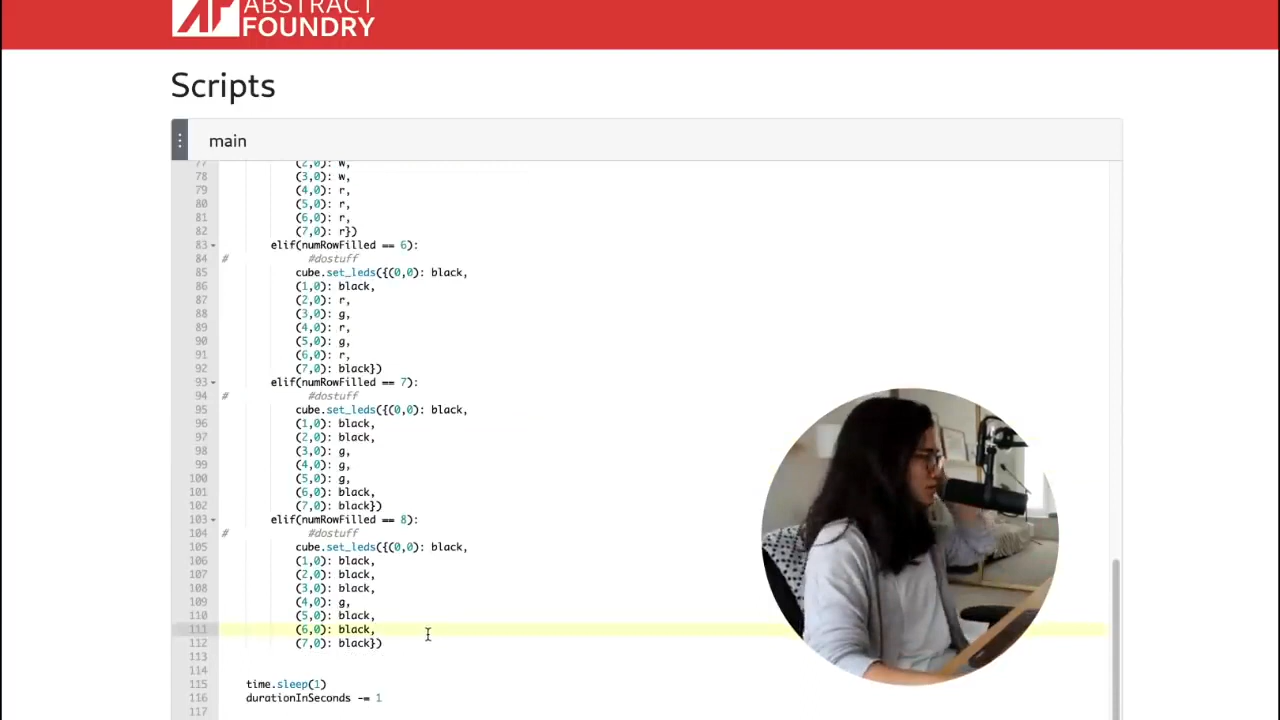 ABSTRACT
FOUNDRY
Scripts
main
77 (2,0): w,
78 (3,0): w,
79 (4,0): r,
80 (5,0): r,
81 (6,0): r,
82 (7,0): r})
83 elif(numRowFilled == 6):
84 # #dostuff
85 cube.set_leds({(0,0): black,
86 (1,0): black,
87 (2,0): r,
88 (3,0): g,
89 (4,0): r,
90 (5,0): g,
91 (6,0): r,
92 (7,0): black})
93 elif(numRowFilled == 7):
94 # #dostuff
95 cube.set_leds({(0,0): black,
96 (1,0): black,
97 (2,0): black,
98 (3,0): g,
99 (4,0): g,
100 (5,0): g,
101 (6,0): black,
102 (7,0): black})
103 elif(numRowFilled == 8):
104 # #dostuff
105 cube.set_leds({(0,0): black,
106 (1,0): black,
107 (2,0): black,
108 (3,0): black,
109 (4,0): g,
110 (5,0): black,
111 (6,0): black,
112 (7,0): black})
113
114
115 time.sleep(1)
116 durationInSeconds -= 1
117